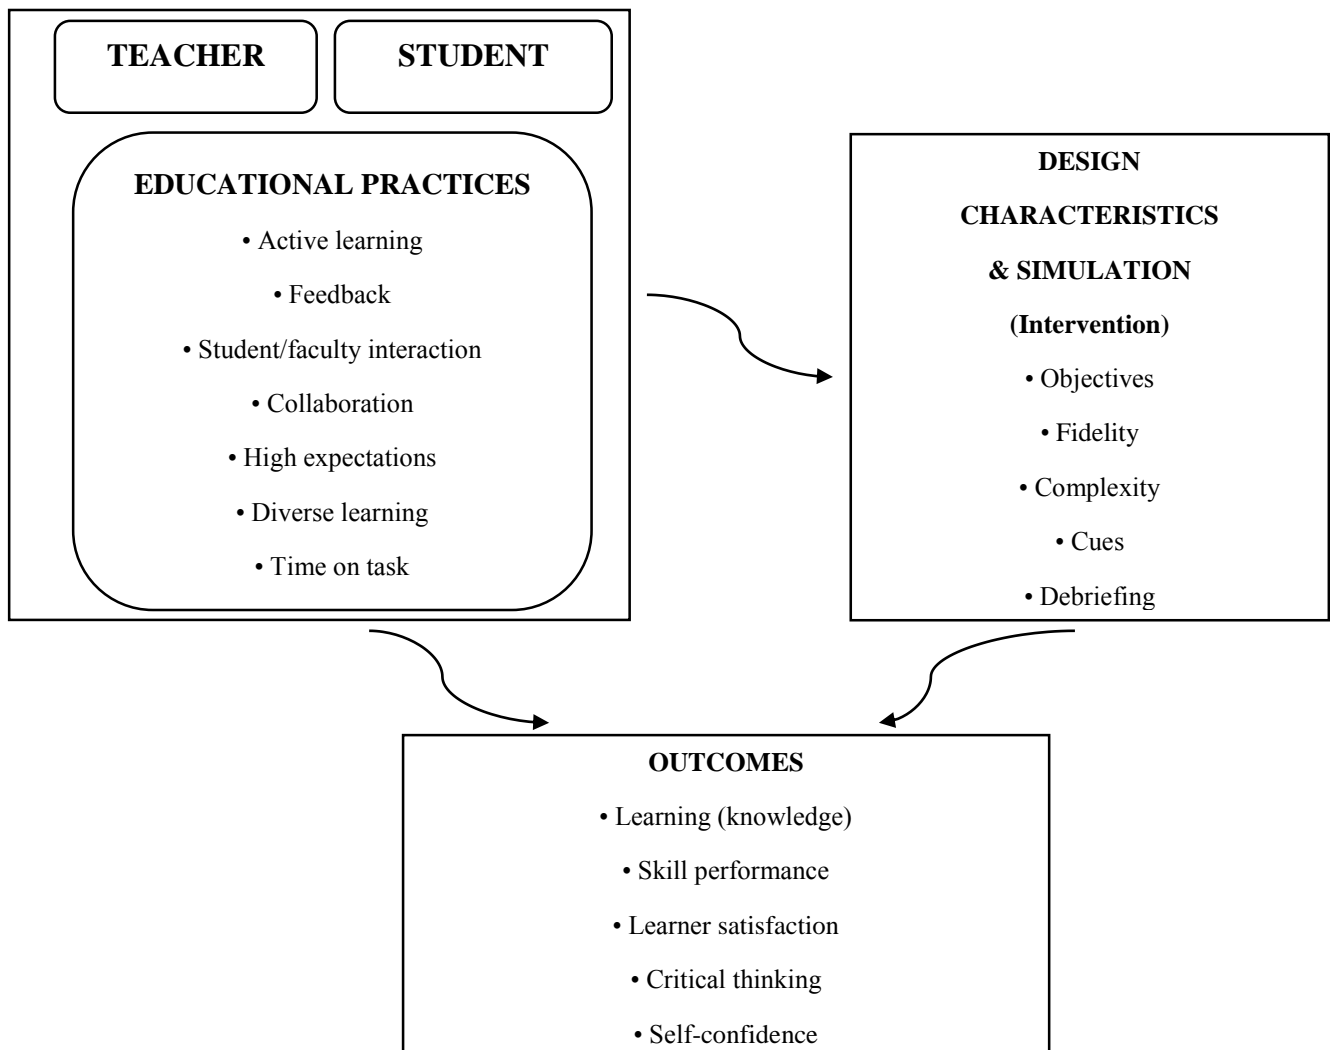 TEACHER
STUDENT
EDUCATIONAL PRACTICES
• Active learning
• Feedback
• Student/faculty interaction
• Collaboration
• High expectations
• Diverse learning
• Time on task
DESIGN
CHARACTERISTICS
& SIMULATION
(Intervention)
• Objectives
• Fidelity
• Complexity
• Cues
• Debriefing
OUTCOMES
• Learning (knowledge)
• Skill performance
• Learner satisfaction
• Critical thinking
• Self-confidence